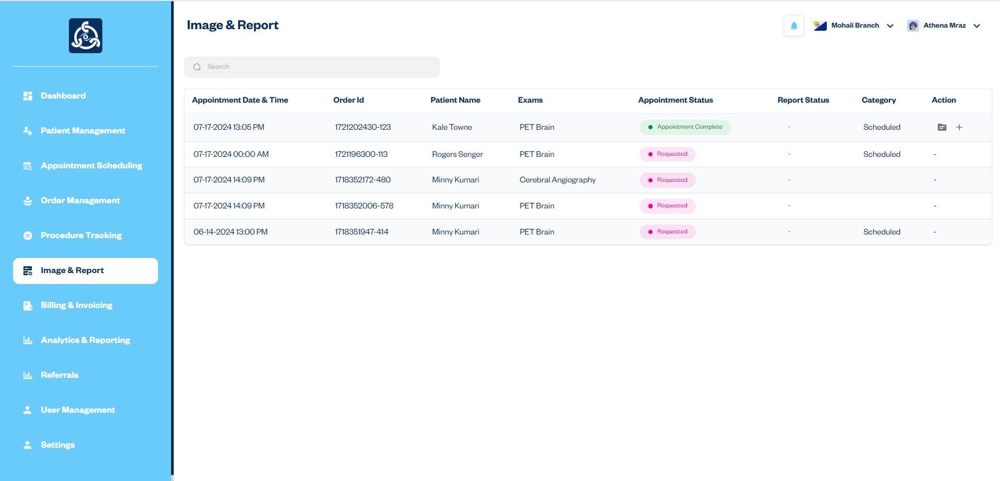 Image & Report
Mohali Branch
Athena Mraz
Search
Dashboard
Patient Management
Appointment Scheduling
Order Management
Procedure Tracking
Image & Report
Billing & Invoicing
Analytics & Reporting
Referrals
User Management
Settings
Appointment Date & Time Order Id Patient Name Exams Appointment Status Report Status Category Action
07-17-2024 13:05 PM 1721202430-123 Kale Towne PET Brain Appointment Complete - Scheduled
07-17-2024 00:00 AM 1721196300-113 Rogers Senger PET Brain Requested - Scheduled -
07-17-2024 14:09 PM 1718352172-480 Minny Kumari Cerebral Angiography Requested - -
07-17-2024 14:09 PM 1718352006-578 Minny Kumari PET Brain Requested - -
06-14-2024 13:00 PM 1718351947-414 Minny Kumari PET Brain Requested - Scheduled -